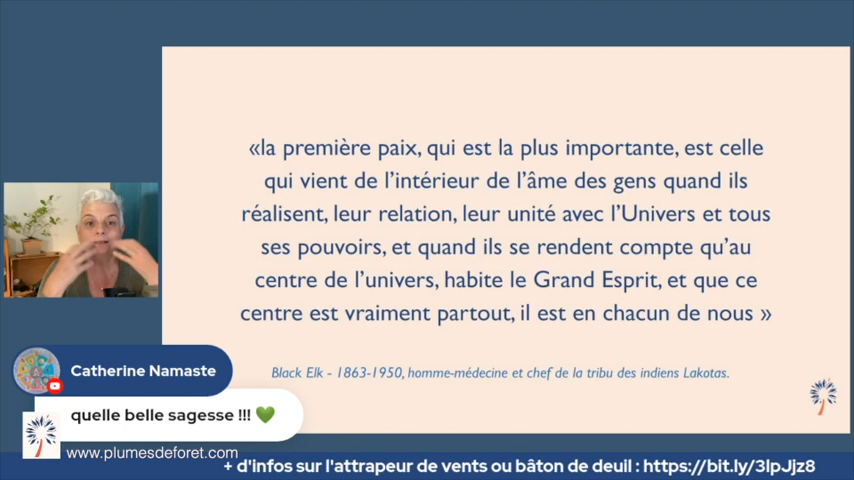 «la première paix, qui est la plus importante, est celle
qui vient de l'intérieur de l'âme des gens quand ils
réalisent, leur relation, leur unité avec l'Univers et tous
ses pouvoirs, et quand ils se rendent compte qu'au
centre de l'univers, habite le Grand Esprit, et que ce
centre est vraiment partout, il est en chacun de nous »
Black Elk - 1863-1950, homme-médecine et chef de la tribu des indiens Lakotas.
Catherine Namaste
quelle belle sagesse !!! 💚
www.plumesdeforet.com
+ d'infos sur l'attrapeur de vents ou bâton de deuil : https://bit.ly/3lpJjz8